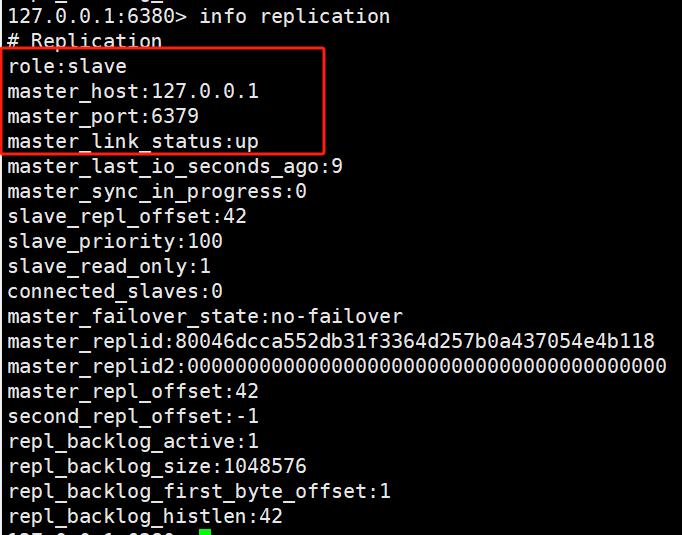 127.0.0.1:6380> info replication
# Replication
role:slave
master_host:127.0.0.1
master_port:6379
master_link_status:up
master_last_io_seconds_ago:9
master_sync_in_progress:0
slave_repl_offset:42
slave_priority:100
slave_read_only:1
connected_slaves:0
master_failover_state:no-failover
master_replid:80046dcca552db31f3364d257b0a437054e4b118
master_replid2:0000000000000000000000000000000000000000
master_repl_offset:42
second_repl_offset:-1
repl_backlog_active:1
repl_backlog_size:1048576
repl_backlog_first_byte_offset:1
repl_backlog_histlen:42